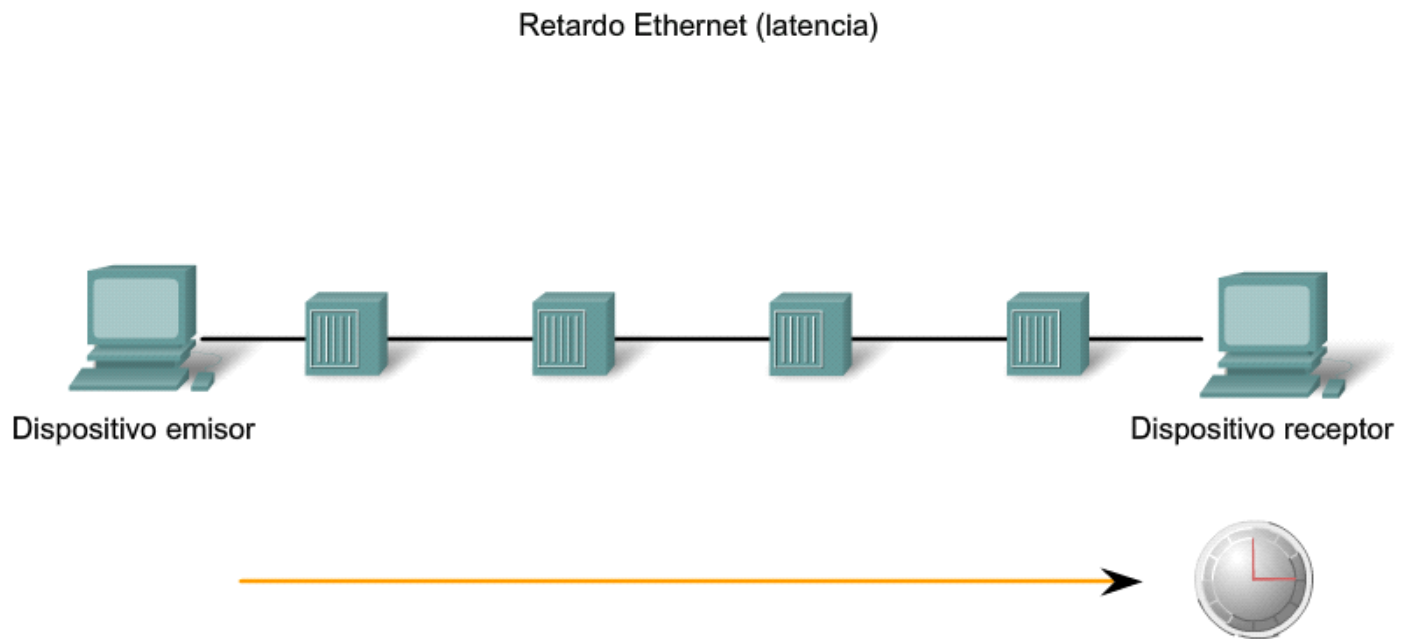 Retardo Ethernet (latencia)
Dispositivo emisor
Dispositivo receptor